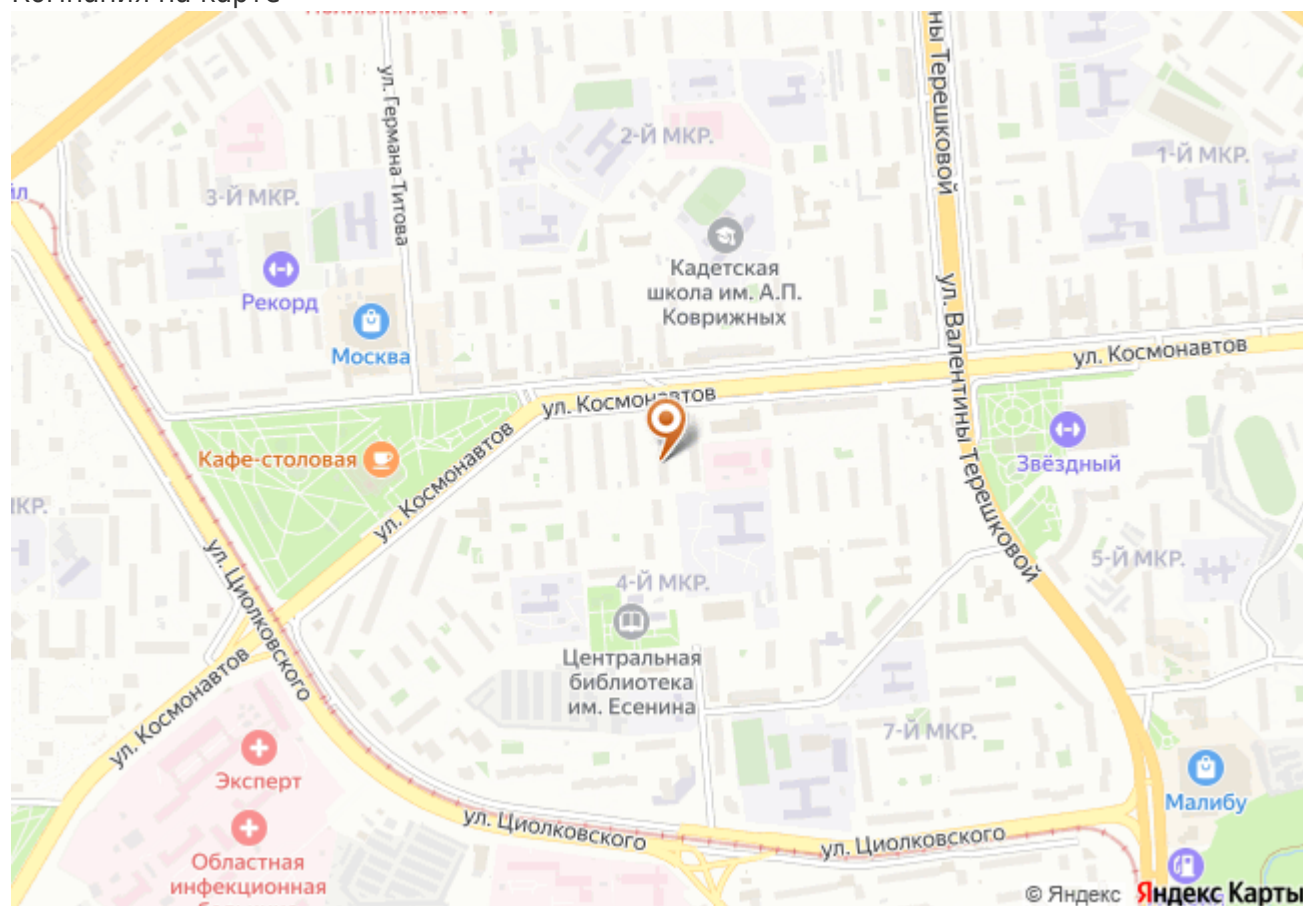 ул. Германа Титова
ны Терешковой
2-Й МКР.
1-Й МКР.
3-Й МКР.
Рекорд
Москва
Кадетская
школа им. А.П.
Коврижных
ул. Валентины Терешковой
ул. Космонавтов
ул. Космонавтов
Кафе-столовая
ул. Космонавтов
Звёздный
ул. Циолковского
4-Й МКР.
5-Й МКР.
Центральная
библиотека
им. Есенина
ул. Космонавтов
7-Й МКР.
Эксперт
Малибу
ул. Циолковского
ул. Циолковского
Областная
инфекционная
© Яндекс Яндекс Карты